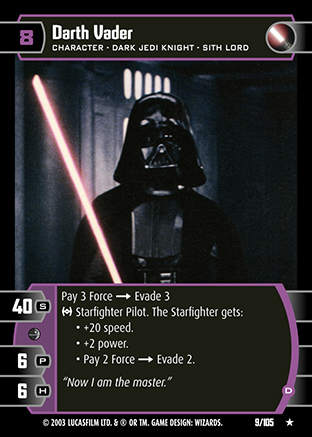 8
Darth Vader
CHARACTER - DARK JEDI KNIGHT - SITH LORD
40 S
Pay 3 Force → Evade 3
Starfighter Pilot. The Starfighter gets:
• +20 speed.
6 P
• +2 power.
• Pay 2 Force → Evade 2.
6 H
"Now I am the master."
D
© 2003 LUCASFILM LTD. & ® OR TM. GAME DESIGN: WIZARDS.
9/105